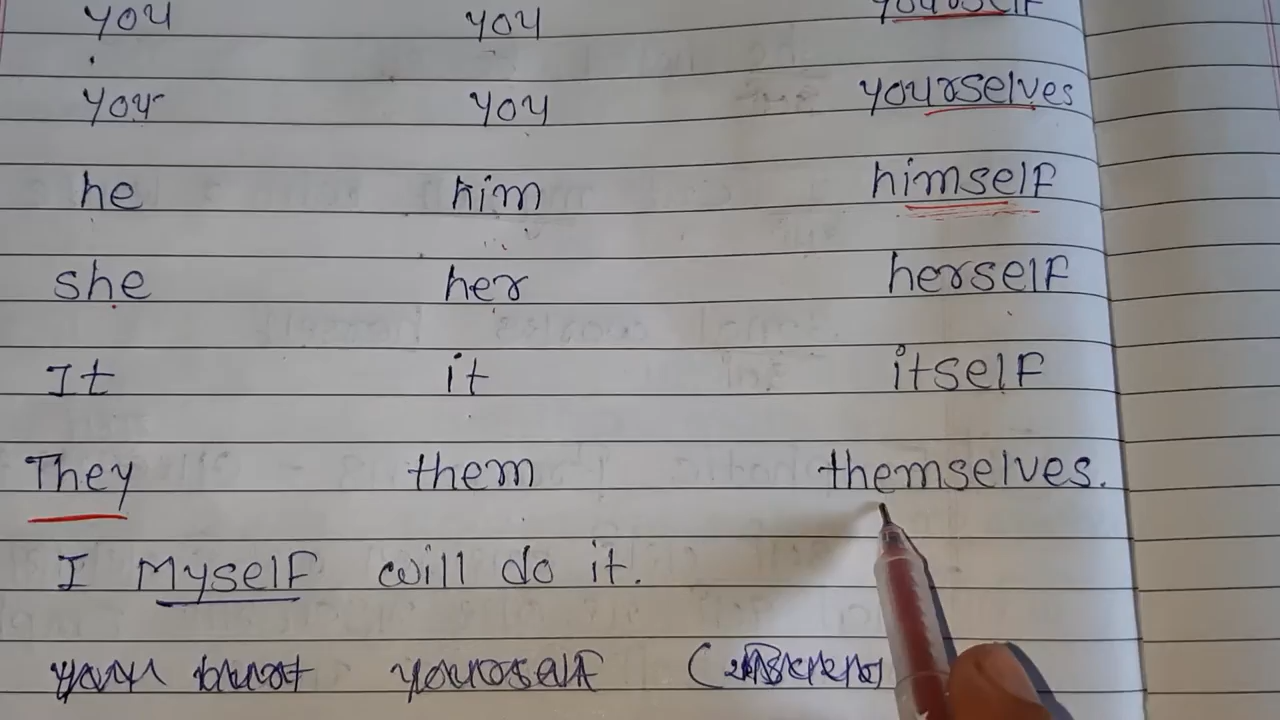 you you yourself
you you yourselves
he him himself
she her herself
It it itself
They them themselves.
I Myself will do it.
yourself